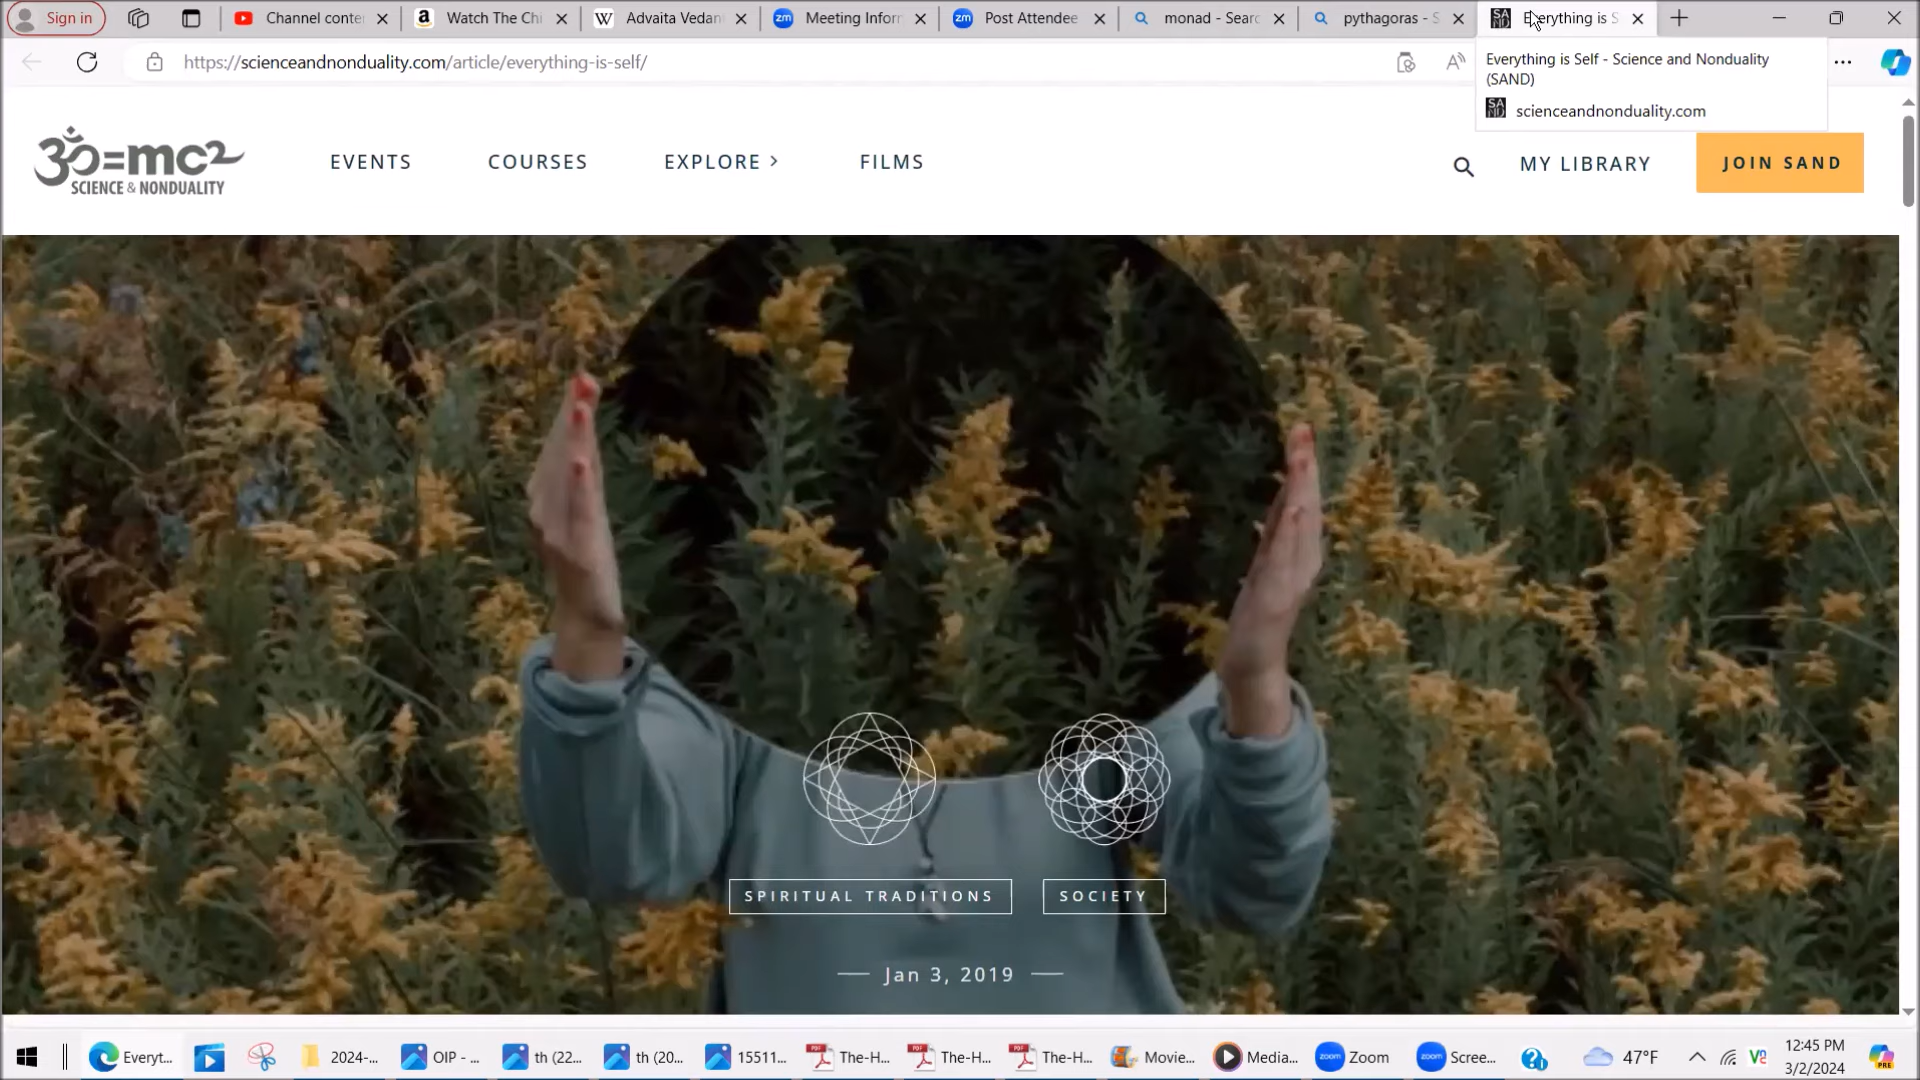 Sign in
Channel conte
Watch The Chi
Advaita Vedan
Meeting Infor
Post Attendee
monad - Sear
pythagoras - S
Everything is S
https://scienceandnonduality.com/article/everything-is-self/
Everything is Self - Science and Nonduality
(SAND)
scienceandnonduality.com
ॐ=mc²
SCIENCE & NONDUALITY
EVENTS
COURSES
EXPLORE
FILMS
MY LIBRARY
JOIN SAND
SPIRITUAL TRADITIONS
SOCIETY
Jan 3, 2019
Everyt...
2024-...
OIP - ...
th (22...
th (20...
15511...
The-H...
The-H...
The-H...
Movie...
Media...
Zoom
Scree...
47°F
12:45 PM
3/2/2024